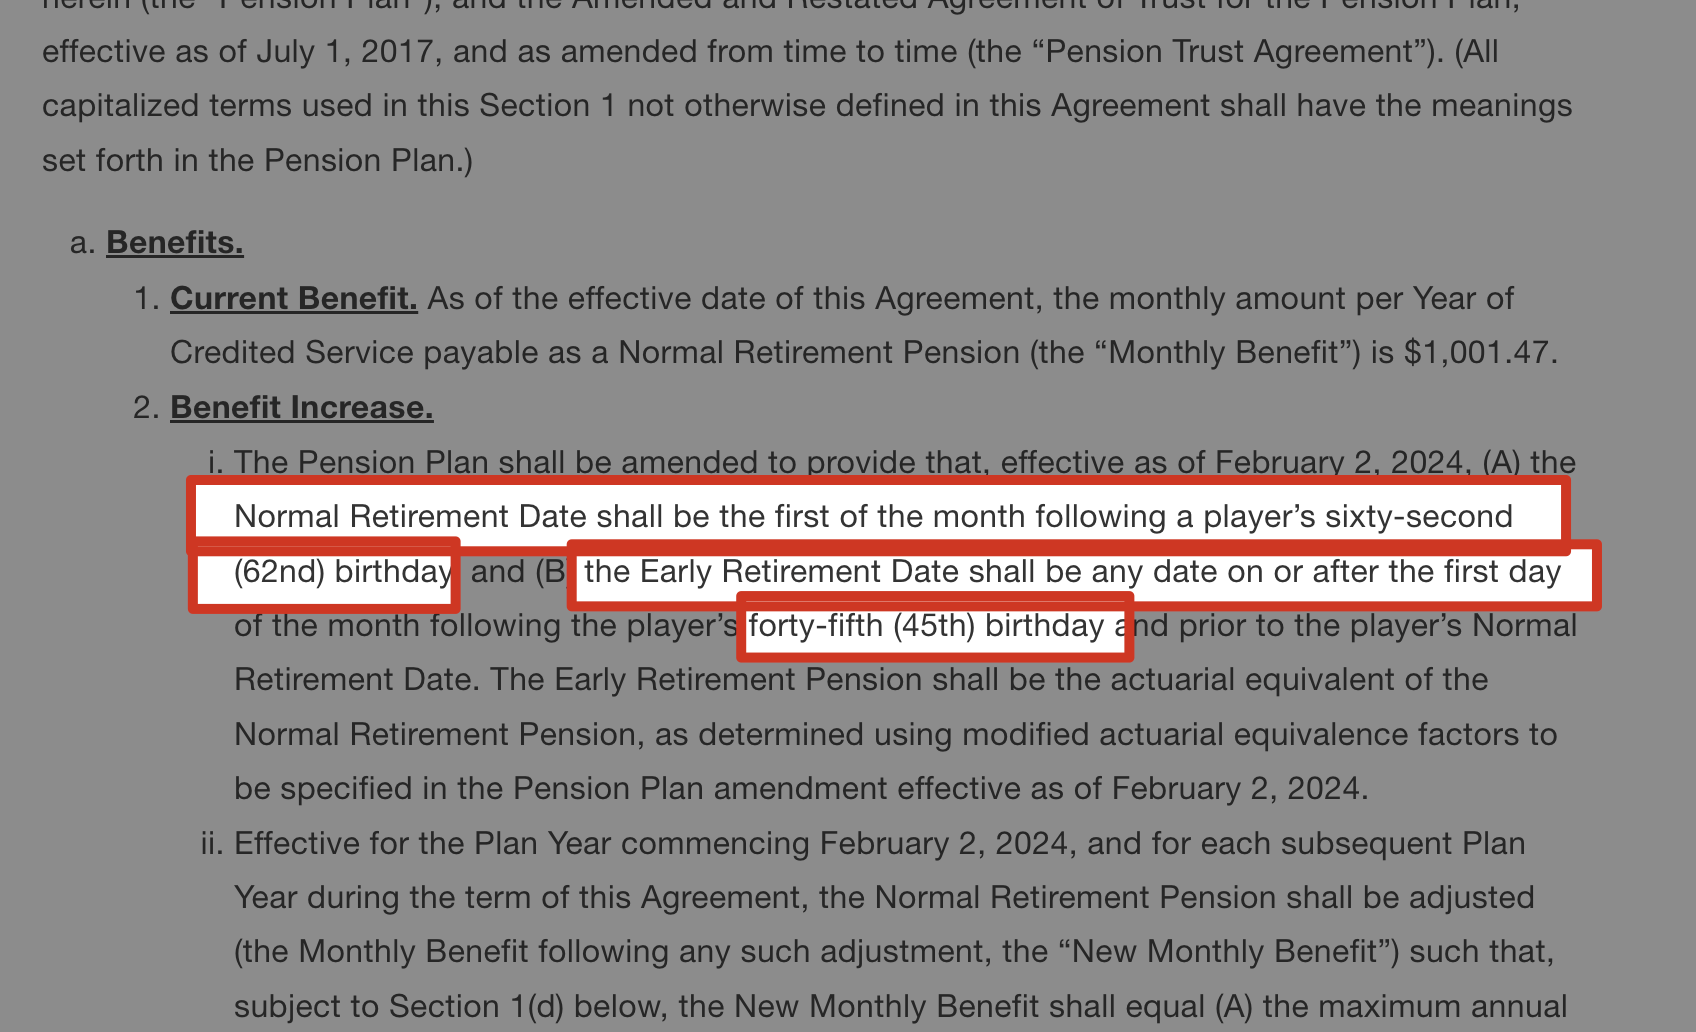 herein (the “Pension Plan”), and the Amended and Restated Agreement of Trust for the Pension Plan,
effective as of July 1, 2017, and as amended from time to time (the “Pension Trust Agreement”). (All
capitalized terms used in this Section 1 not otherwise defined in this Agreement shall have the meanings
set forth in the Pension Plan.)
a. Benefits.
1. Current Benefit. As of the effective date of this Agreement, the monthly amount per Year of
Credited Service payable as a Normal Retirement Pension (the “Monthly Benefit”) is $1,001.47.
2. Benefit Increase.
i. The Pension Plan shall be amended to provide that, effective as of February 2, 2024, (A) the
Normal Retirement Date shall be the first of the month following a player’s sixty-second
(62nd) birthday and (B the Early Retirement Date shall be any date on or after the first day
of the month following the player’s forty-fifth (45th) birthday and prior to the player’s Normal
Retirement Date. The Early Retirement Pension shall be the actuarial equivalent of the
Normal Retirement Pension, as determined using modified actuarial equivalence factors to
be specified in the Pension Plan amendment effective as of February 2, 2024.
ii. Effective for the Plan Year commencing February 2, 2024, and for each subsequent Plan
Year during the term of this Agreement, the Normal Retirement Pension shall be adjusted
(the Monthly Benefit following any such adjustment, the “New Monthly Benefit”) such that,
subject to Section 1(d) below, the New Monthly Benefit shall equal (A) the maximum annual